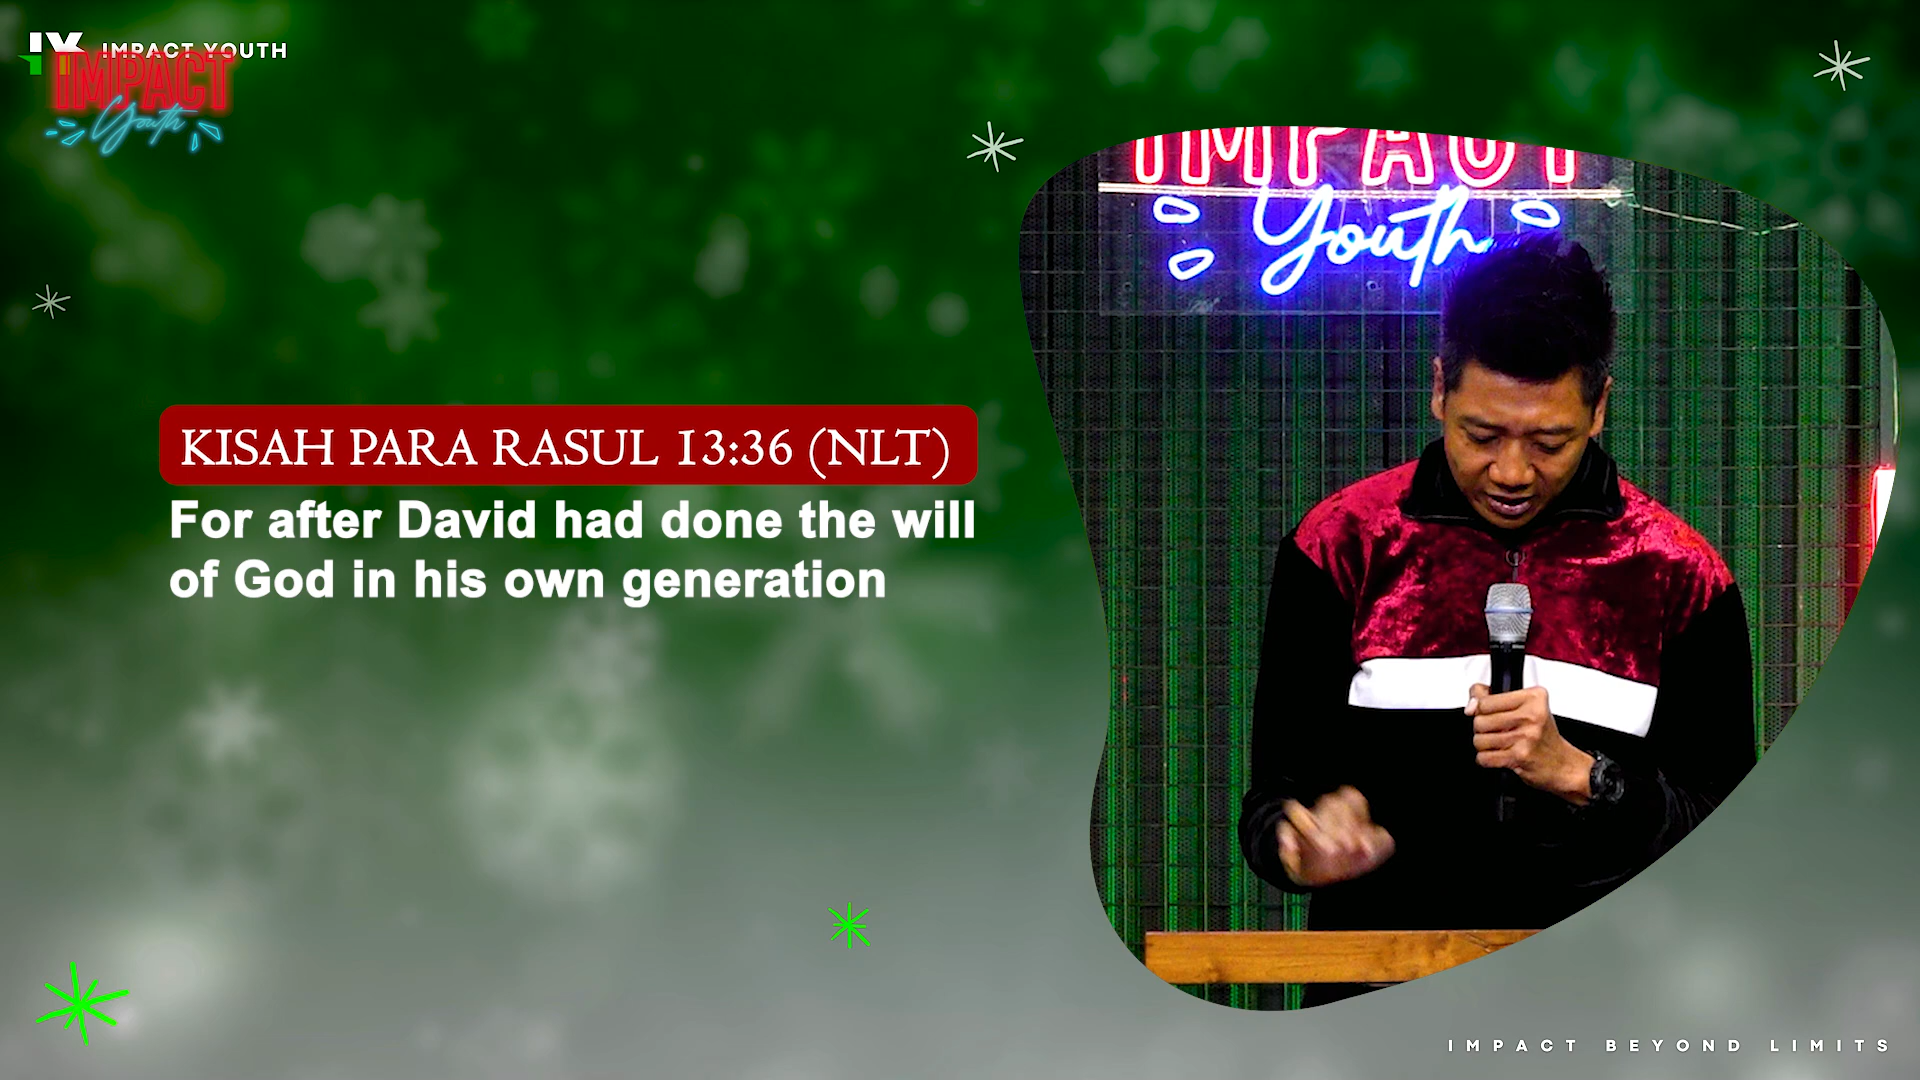 IMPACT YOUTH
IMPACT
Youth
IMPACT
Youth
KISAH PARA RASUL 13:36 (NLT)
For after David had done the will
of God in his own generation
IMPACT BEYOND LIMITS